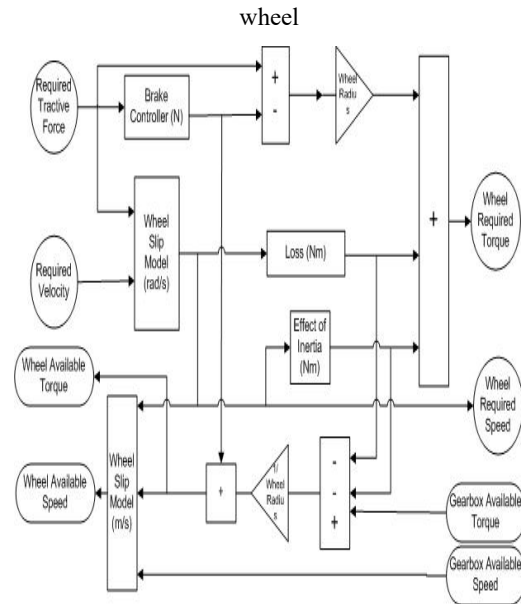 wheel
Required
Tractive
Force
Brake
Controller (N)
+
-
Wheel
Radiu
s
+
Wheel
Required
Torque
Required
Velocity
Wheel
Slip
Model
(rad/s)
Loss (Nm)
Effect of
Inertia
(Nm)
Wheel
Required
Speed
Wheel Available
Torque
Wheel Available
Speed
Wheel
Slip
Model
(m/s)
+
1/
Wheel
Radiu
s
-
-
+
Gearbox Available
Torque
Gearbox Available
Speed